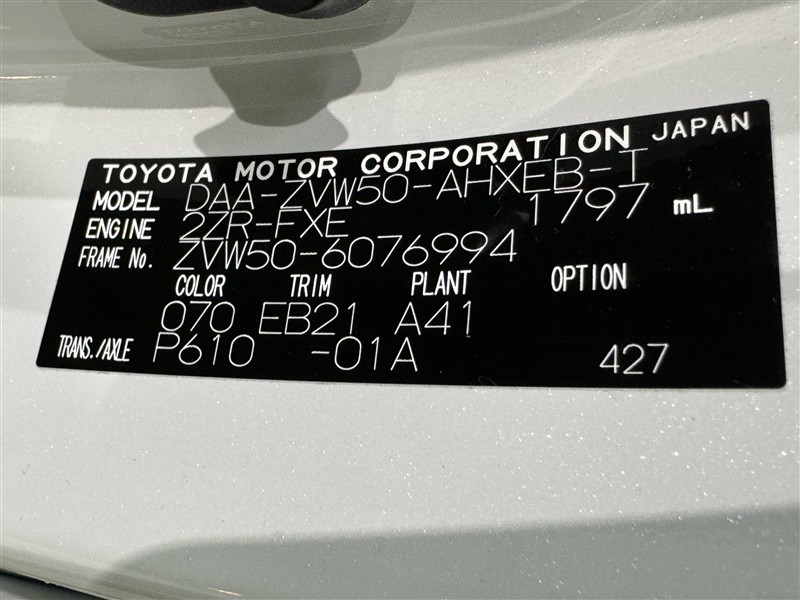 TOYOTA
TOYOTA MOTOR CORPORATION JAPAN
MODEL DAA-ZVW50-AHXEB-T
ENGINE 2ZR-FXE 1797 mL
FRAME No. ZVW50-6076994
COLOR TRIM PLANT OPTION
070 EB21 A41
TRANS./AXLE P610 -01A 427